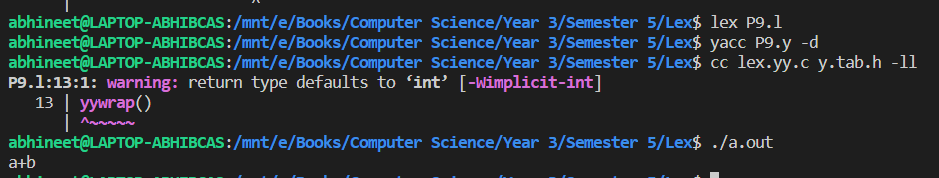 abhineet@LAPTOP-ABHIBCAS:/mnt/e/Books/Computer Science/Year 3/Semester 5/Lex$ lex P9.l
abhineet@LAPTOP-ABHIBCAS:/mnt/e/Books/Computer Science/Year 3/Semester 5/Lex$ yacc P9.y -d
abhineet@LAPTOP-ABHIBCAS:/mnt/e/Books/Computer Science/Year 3/Semester 5/Lex$ cc lex.yy.c y.tab.h -ll
P9.l:13:1: warning: return type defaults to ‘int’ [-Wimplicit-int]
13 | yywrap()
| ^~~~~~
abhineet@LAPTOP-ABHIBCAS:/mnt/e/Books/Computer Science/Year 3/Semester 5/Lex$ ./a.out
a+b